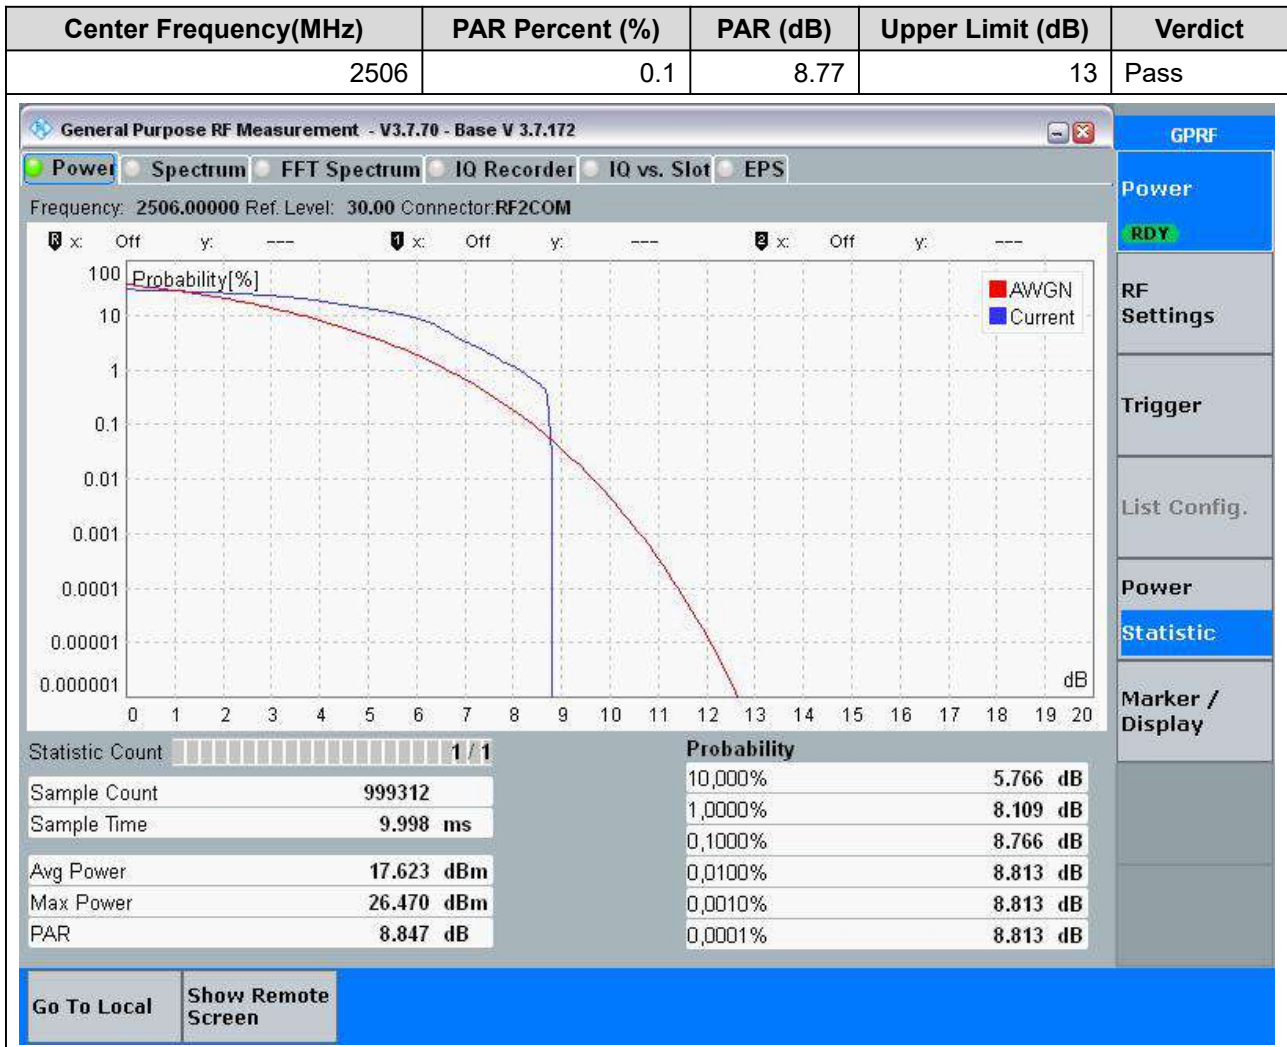 Center Frequency(MHz) PAR Percent (%) PAR (dB) Upper Limit (dB) Verdict
2506 0.1 8.77 13 Pass
General Purpose RF Measurement - V3.7.70 - Base V 3.7.172
GPRF
Power Spectrum FFT Spectrum IQ Recorder IQ vs. Slot EPS
Frequency: 2506.00000 Ref. Level: 30.00 Connector:RF2COM
R x: Off y: --- 1 x: Off y: --- 2 x: Off y: ---
Probability[%]
AWGN
Current
100
10
1
0.1
0.01
0.001
0.0001
0.00001
0.000001
dB
0 1 2 3 4 5 6 7 8 9 10 11 12 13 14 15 16 17 18 19 20
Statistic Count 1 / 1
Sample Count 999312
Sample Time 9.998 ms
Avg Power 17.623 dBm
Max Power 26.470 dBm
PAR 8.847 dB
Probability
10,000% 5.766 dB
1,0000% 8.109 dB
0,1000% 8.766 dB
0,0100% 8.813 dB
0,0010% 8.813 dB
0,0001% 8.813 dB
Power
RDY
RF
Settings
Trigger
List Config.
Power
Statistic
Marker /
Display
Go To Local
Show Remote
Screen